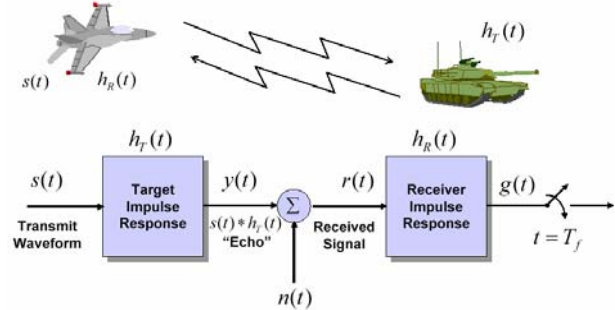 h_T(t)
s(t)
h_R(t)
h_T(t)
h_R(t)
s(t)
Target
Impulse
Response
y(t)
Σ
r(t)
Receiver
Impulse
Response
g(t)
Transmit
Waveform
s(t) * h_T(t)
"Echo"
Received
Signal
t = T_f
n(t)